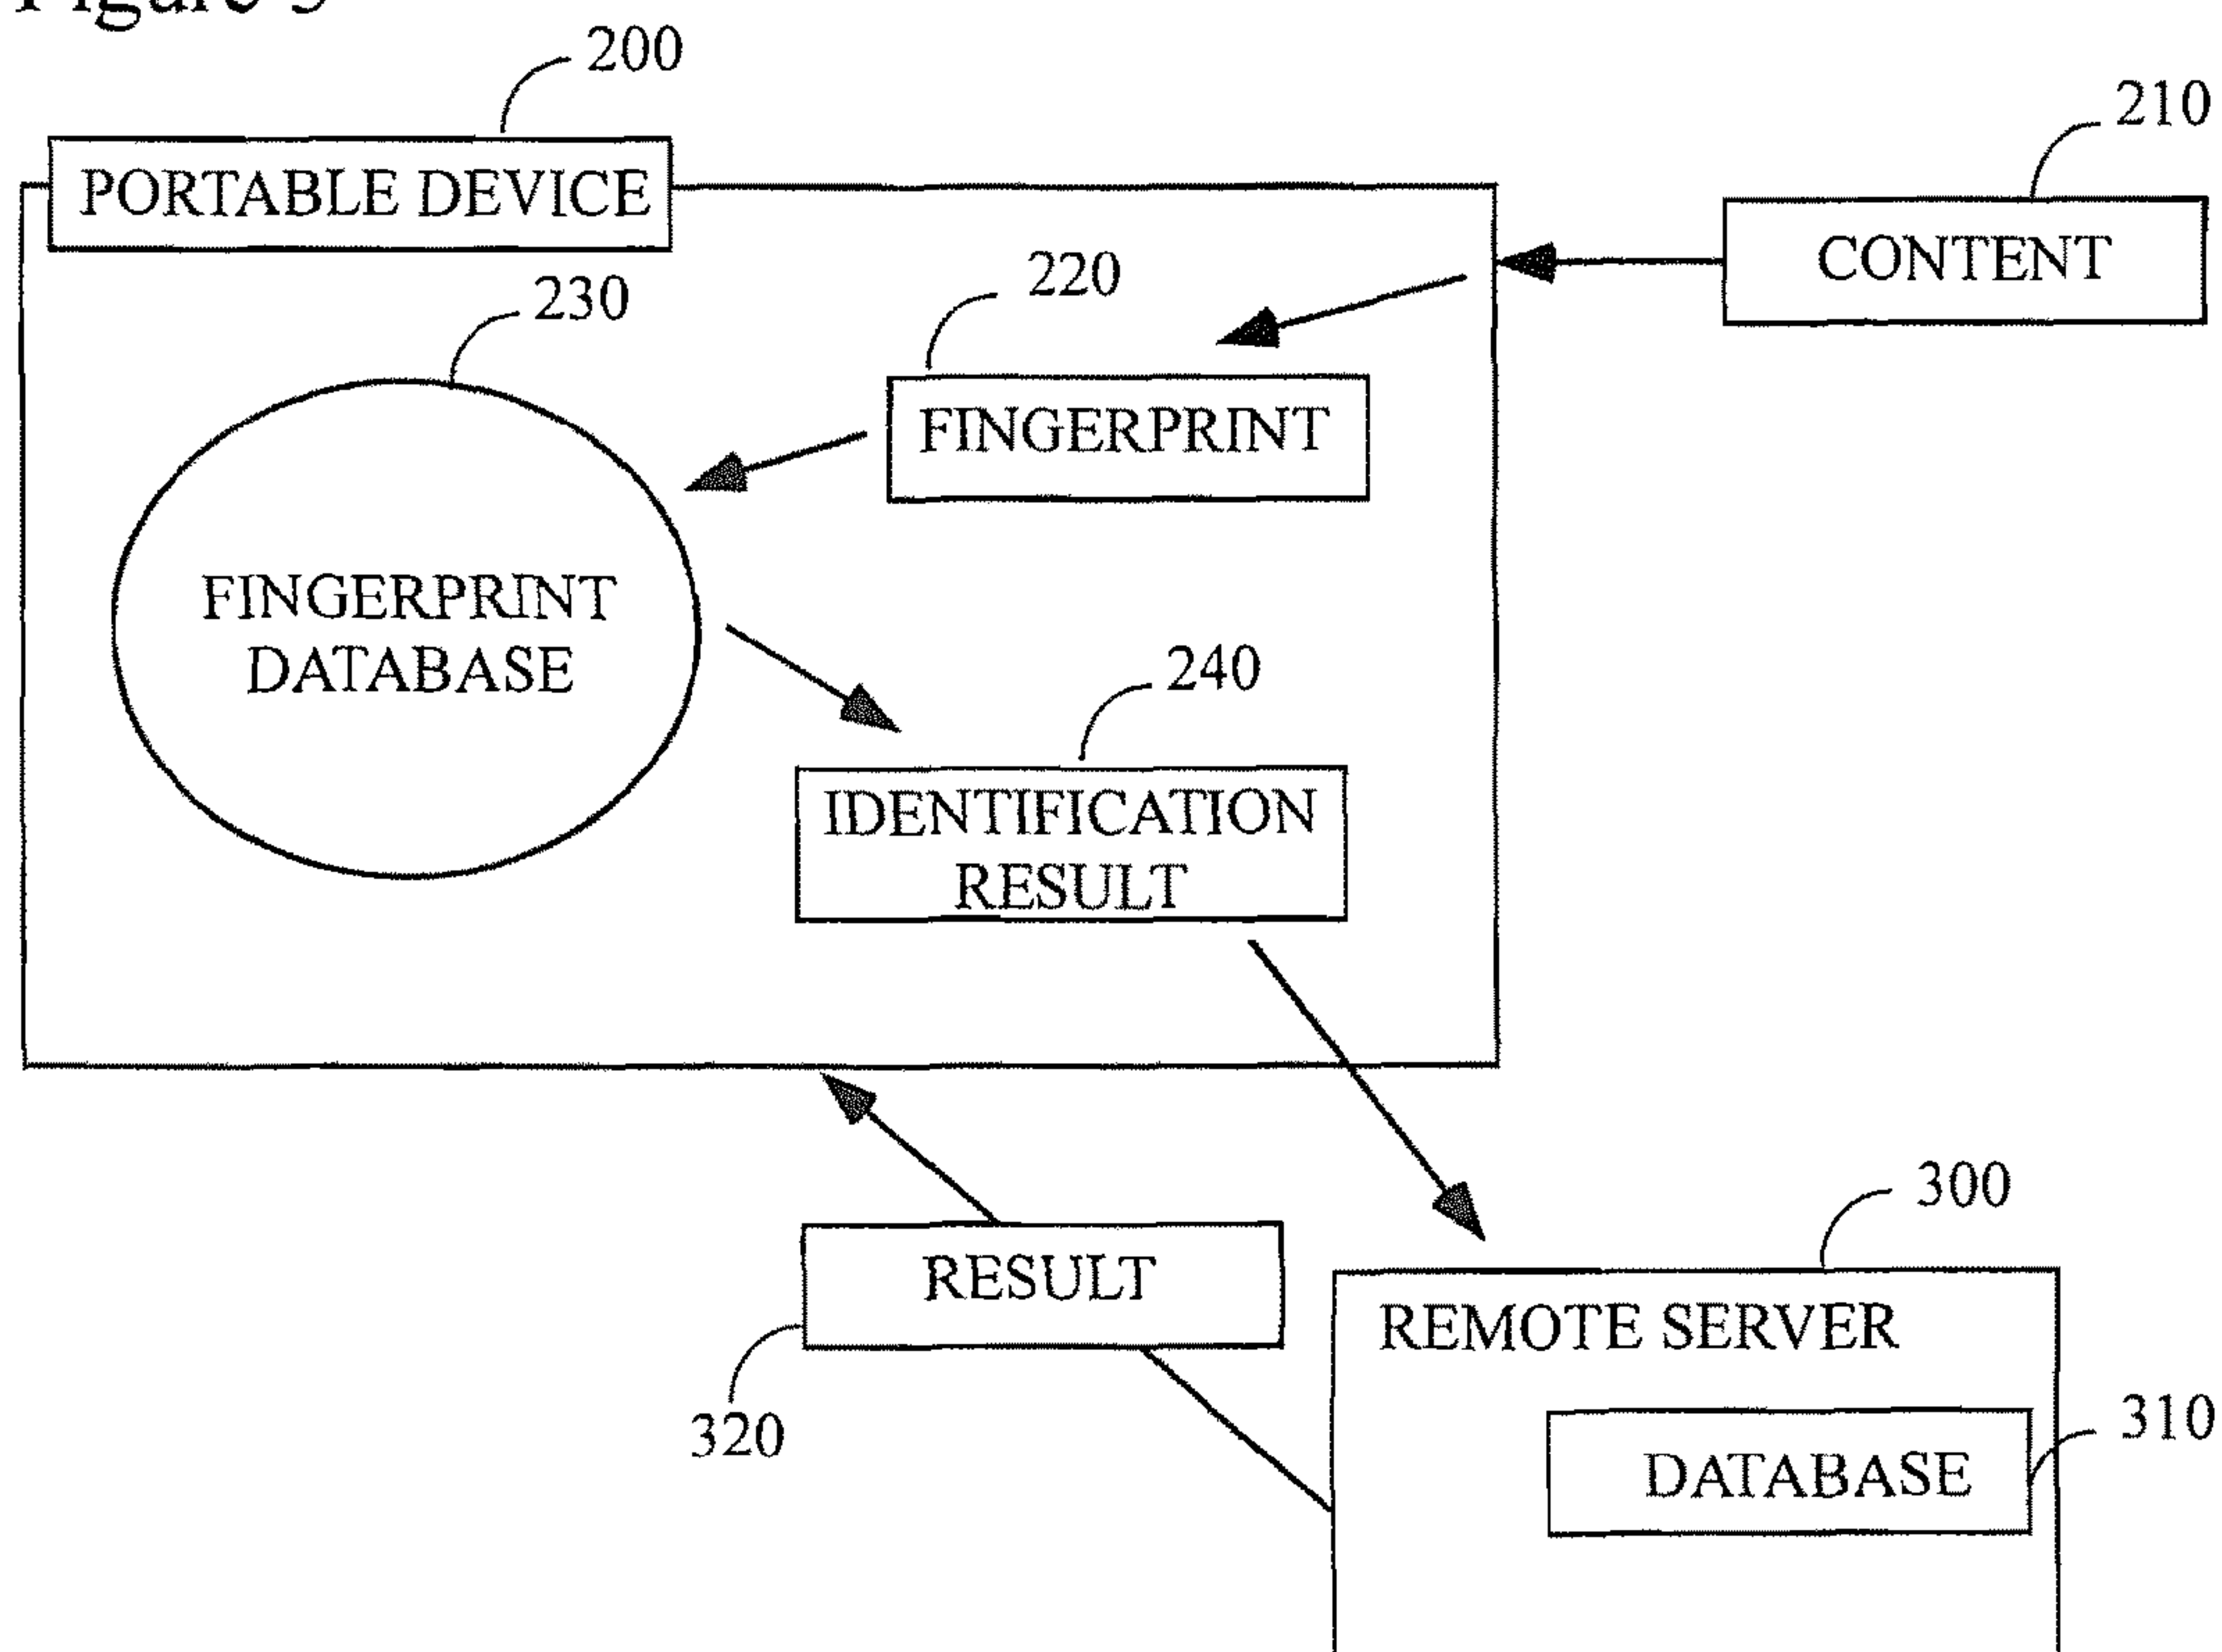 200
210
PORTABLE DEVICE
CONTENT
220
230
FINGERPRINT
FINGERPRINT
DATABASE
240
IDENTIFICATION
RESULT
300
RESULT
REMOTE SERVER
320
310
DATABASE